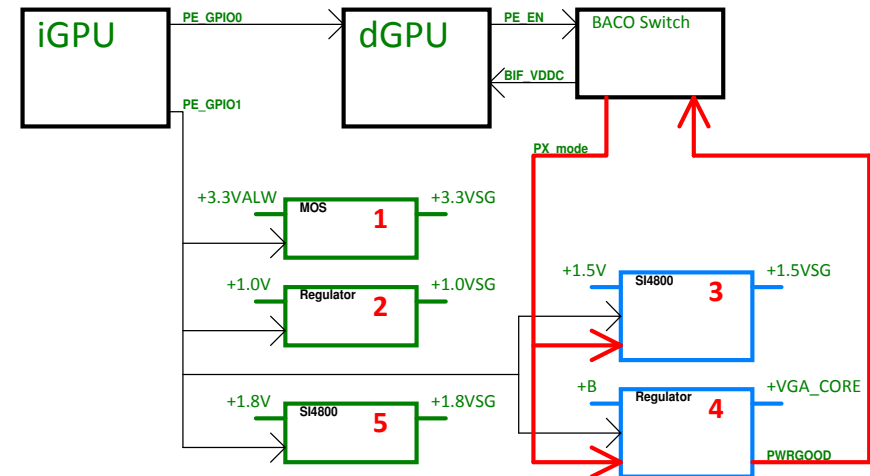 iGPU
PE_GPIO0
dGPU
PE_EN
BACO Switch
BIF_VDDC
PE_GPIO1
PX_mode
+3.3VALW
MOS
1
+3.3VSG
+1.0V
Regulator
2
+1.0VSG
+1.5V
SI4800
3
+1.5VSG
+1.8V
SI4800
5
+1.8VSG
+B
Regulator
4
+VGA_CORE
PWRGOOD